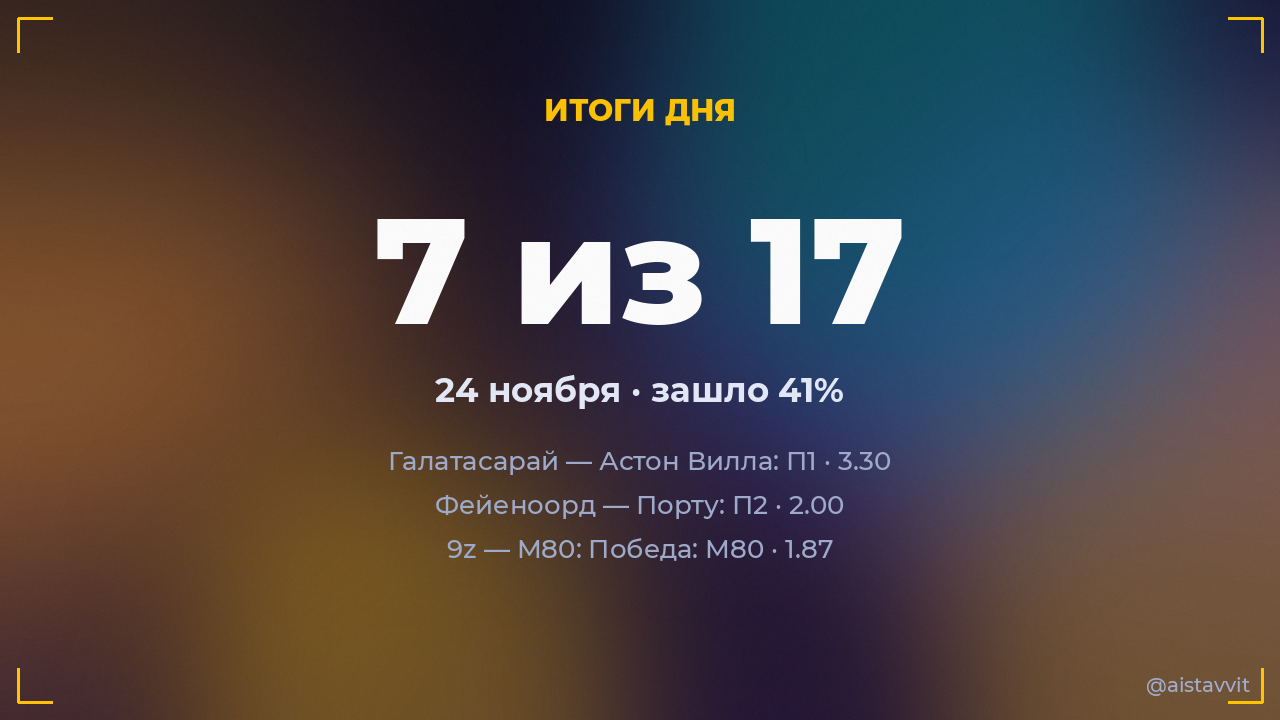 ИТОГИ ДНЯ
7 из 17
24 ноября · зашло 41%
Галатасарай — Астон Вилла: П1 · 3.30
Фейеноорд — Порту: П2 · 2.00
9z — M80: Победа: M80 · 1.87
@aistavvit